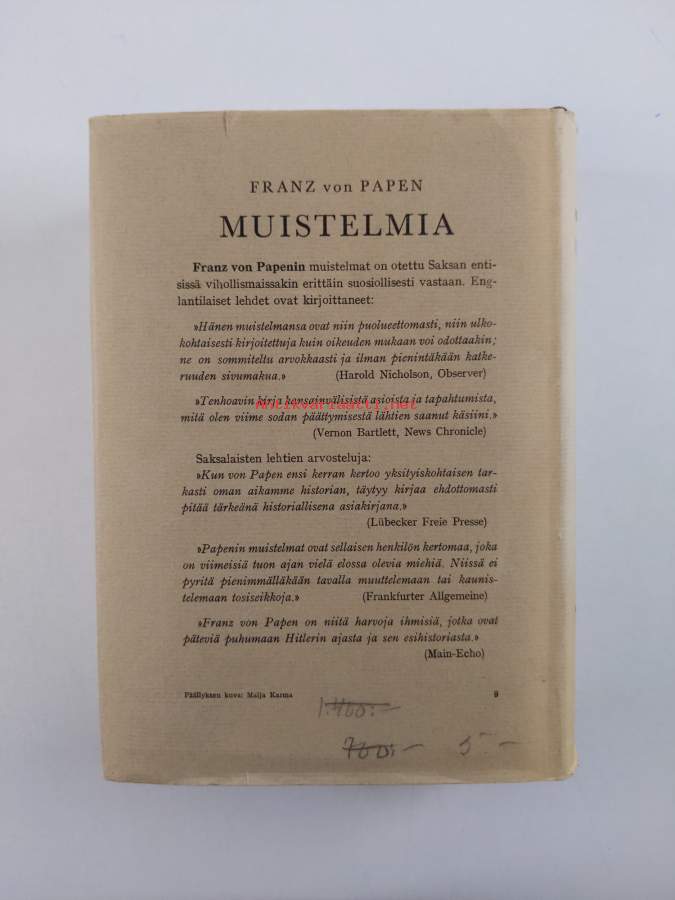 FRANZ von PAPEN
MUISTELMIA
Franz von Papenin muistelmat on otettu Saksan enti-
sissä vihollismaissakin erittäin suosiollisesti vastaan. Eng-
lantilaiset lehdet ovat kirjoittaneet:
»Hänen muistelmansa ovat niin puolueettomasti, niin ulko-
kohtaisesti kirjoitettuja kuin oikeuden mukaan voi odottaakin;
ne on sommiteltu arvokkaasti ja ilman pienintäkään katke-
ruuden sivumakua.» (Harold Nicholson, Observer)
»Tenhoavin kirja kansainvälisistä asioista ja tapahtumista,
Antikvariaatti.net
mitä olen viime sodan päättymisestä lähtien saanut käsiini.»
(Vernon Bartlett, News Chronicle)
Saksalaisten lehtien arvosteluja:
»Kun von Papen ensi kerran kertoo yksityiskohtaisen tar-
kasti oman aikamme historian, täytyy kirjaa ehdottomasti
pitää tärkeänä historiallisena asiakirjana.»
(Lübecker Freie Presse)
»Papenin muistelmat ovat sellaisen henkilön kertomaa, joka
on viimeisiä tuon ajan vielä elossa olevia miehiä. Niissä ei
pyritä pienimmälläkään tavalla muuttelemaan tai kaunis-
telemaan tosiseikkoja.» (Frankfurter Allgemeine)
»Franz von Papen on niitä harvoja ihmisiä, jotka ovat
päteviä puhumaan Hitlerin ajasta ja sen esihistoriasta.»
(Main-Echo)
Päällyksen kuva: Maija Karma 9
1.400:-
700:- 5-